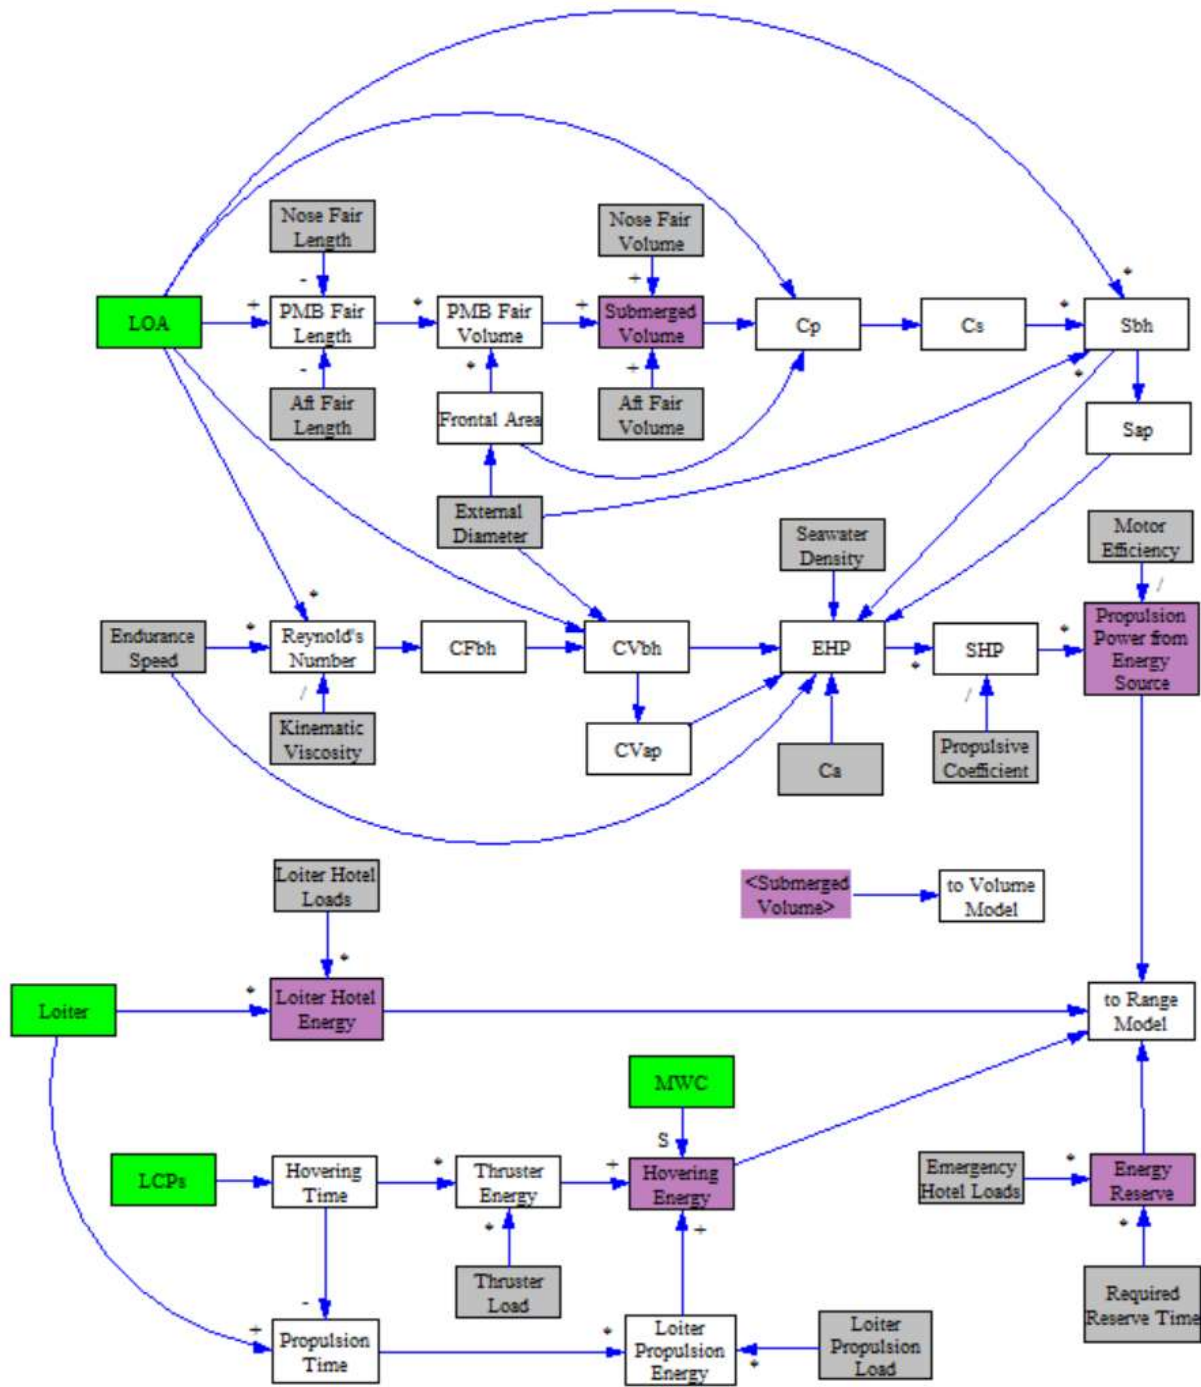 *
Nose Fair
Length
Nose Fair
Volume
-
+
+
*
+
*
LOA
PMB Fair
Length
PMB Fair
Volume
Submerged
Volume
Cp
Cs
Sbh
-
*
+
*
Aft Fair
Length
Frontal Area
Aft Fair
Volume
Sap
External
Diameter
Seawater
Density
Motor
Efficiency
*
/
*
*
Endurance
Speed
Reynold's
Number
CFbh
CVbh
EHP
*
SHP
Propulsion
Power from
Energy
Source
/
/
Kinematic
Viscosity
CVap
Ca
Propulsive
Coefficient
Loiter Hotel
Loads
<Submerged
Volume>
to Volume
Model
*
*
Loiter
Loiter Hotel
Energy
to Range
Model
MWC
S
*
+
*
LCPs
Hovering
Time
Thruster
Energy
Hovering
Energy
Emergency
Hotel Loads
Energy
Reserve
*
+
*
Thruster
Load
Required
Reserve Time
-
+
*
Propulsion
Time
Loiter
Propulsion
Energy
*
Loiter
Propulsion
Load